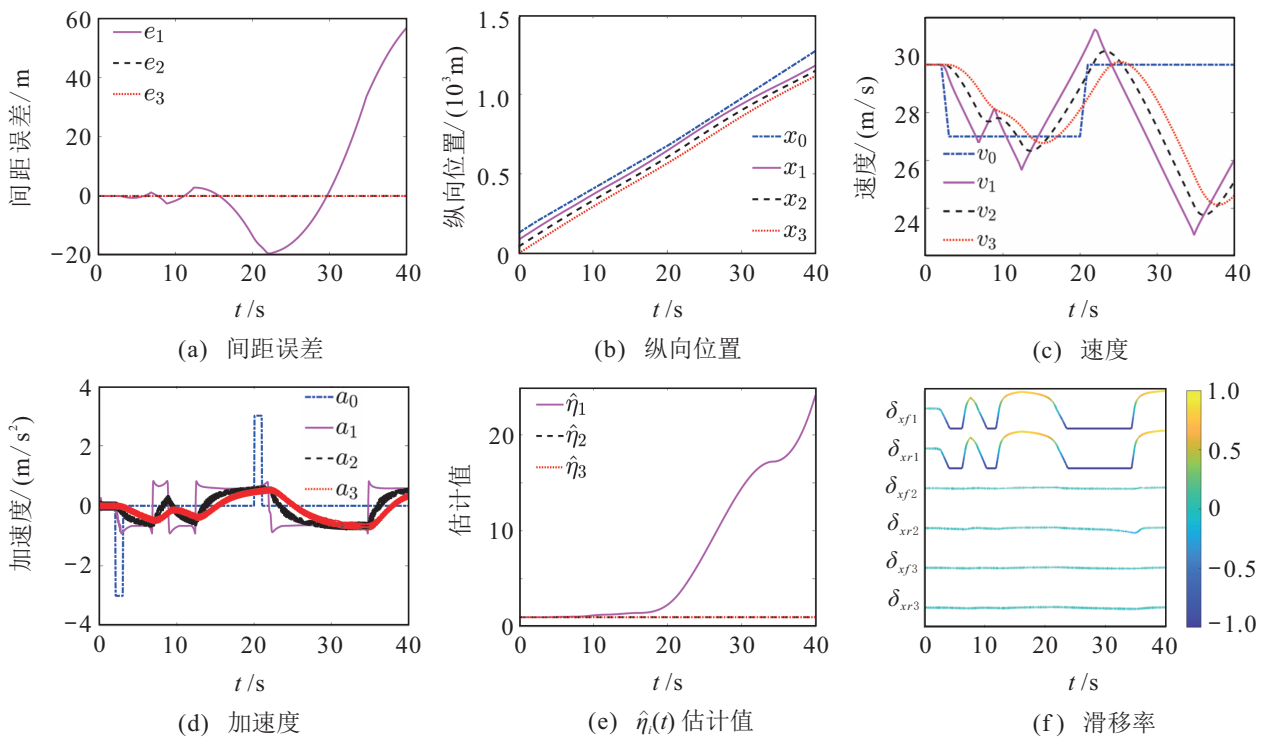 60
40
20
0
−20
间距误差/m
e1
e2
e3
0 10 20 30 40
t/s
(a) 间距误差
1.5
1.0
0.5
0
纵向位置/(10³m)
x0
x1
x2
x3
0 10 20 30 40
t/s
(b) 纵向位置
30
28
26
24
速度/(m/s)
v0
v1
v2
v3
0 10 20 30 40
t/s
(c) 速度
4
2
0
−2
−4
加速度/(m/s²)
a0
a1
a2
a3
0 10 20 30 40
t/s
(d) 加速度
20
10
0
估计值
η̂1
η̂2
η̂3
0 10 20 30 40
t/s
(e) η̂i(t) 估计值
δxf1
δxr1
δxf2
δxr2
δxf3
δxr3
1.0
0.5
0
−0.5
−1.0
0 10 20 30 40
t/s
(f) 滑移率